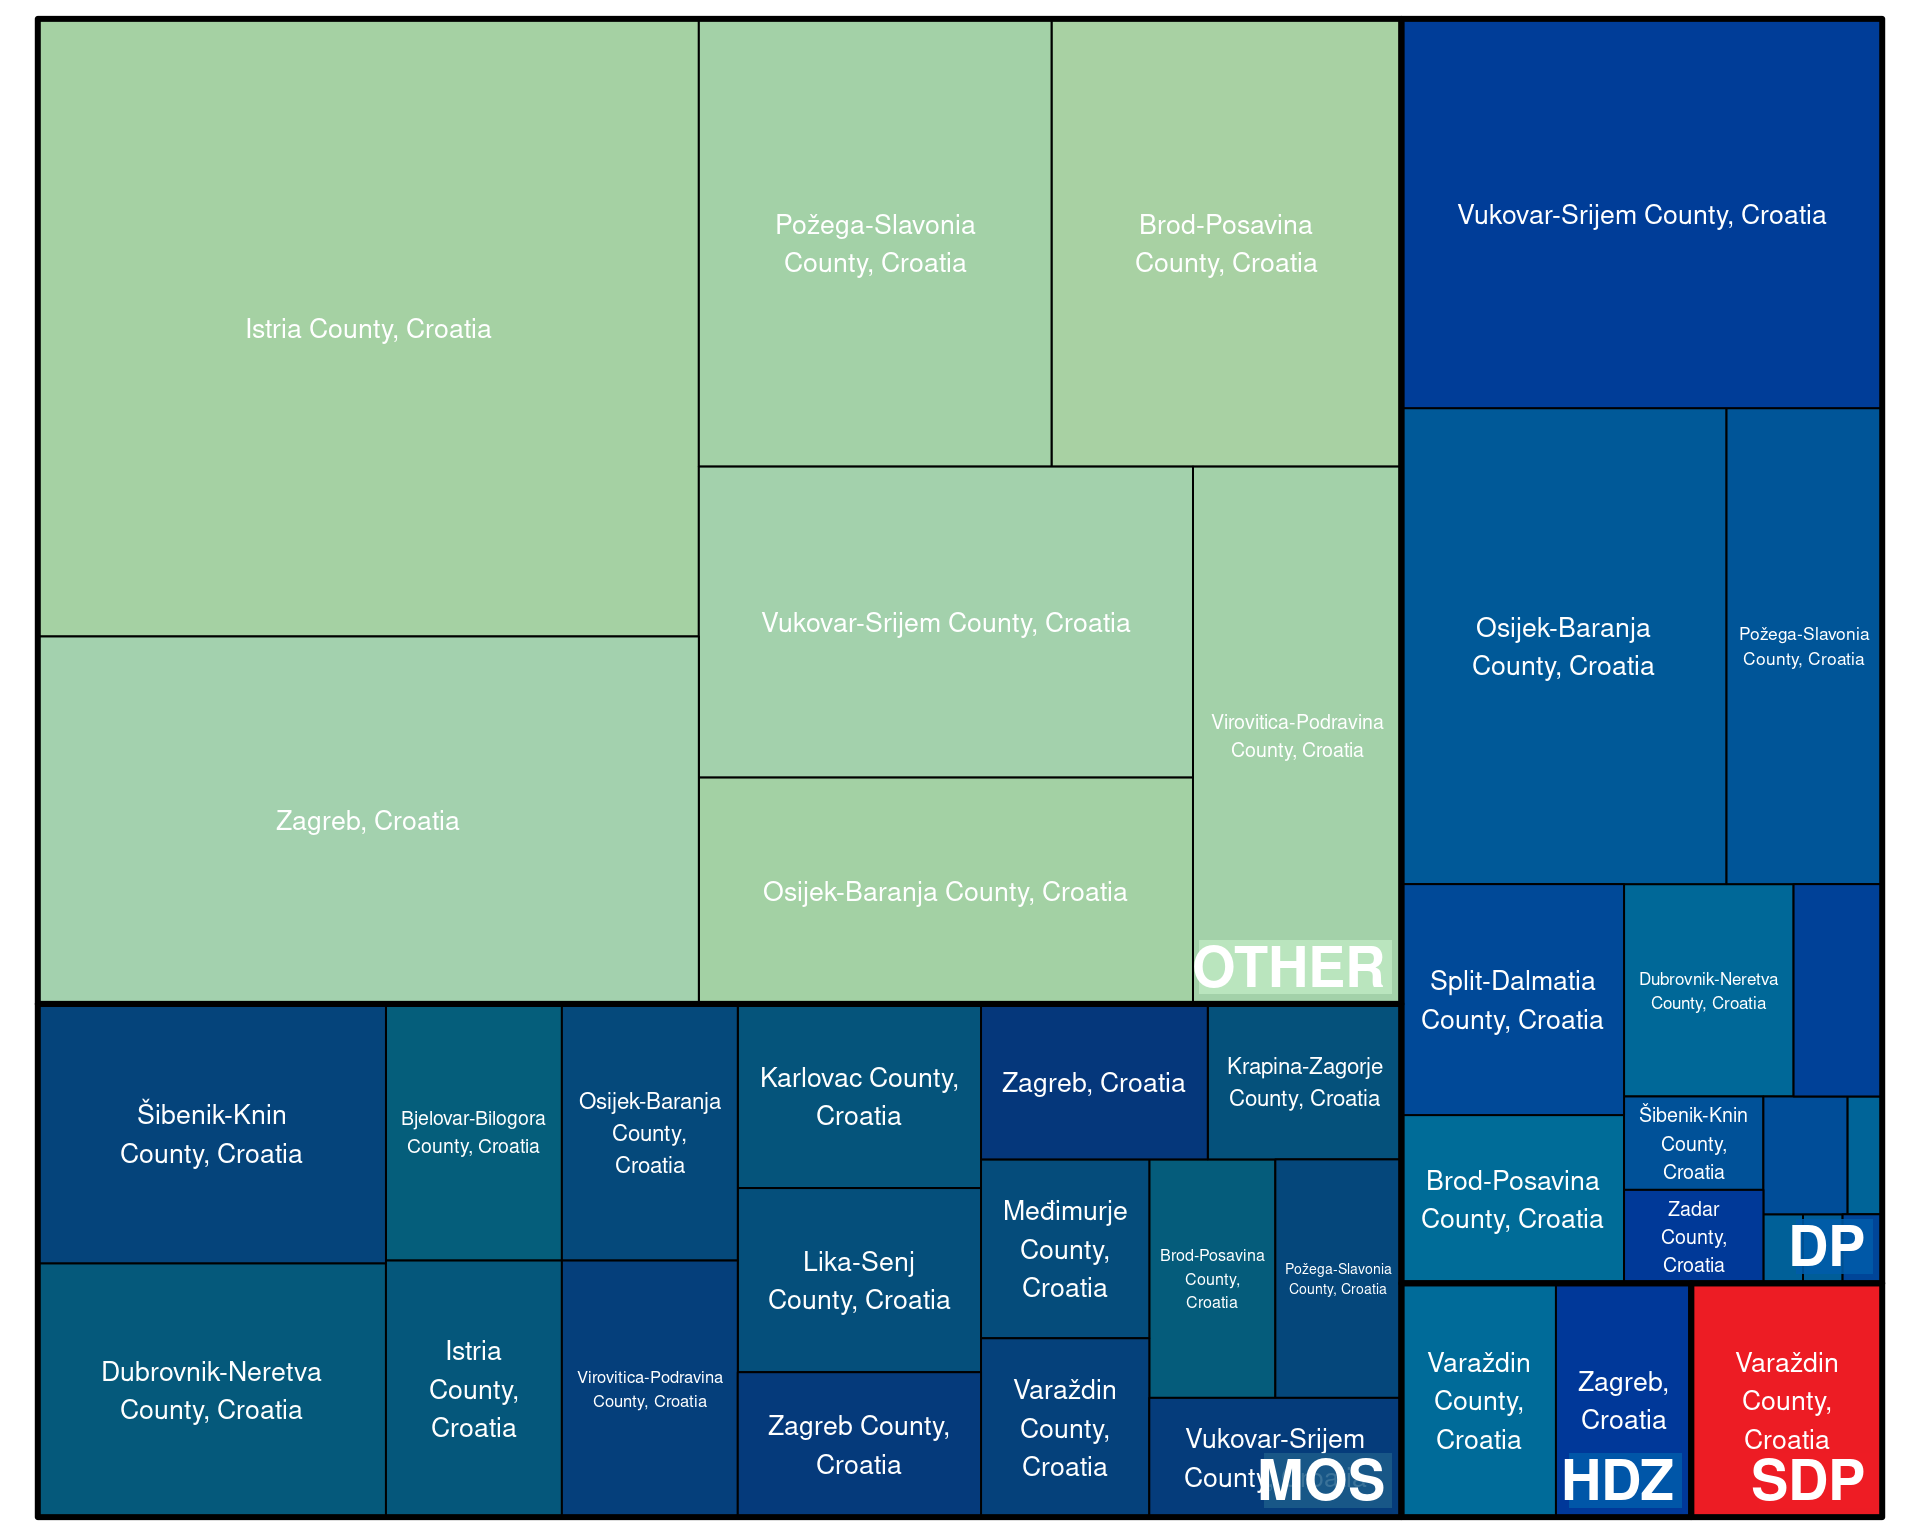 Istria County, Croatia
Zagreb, Croatia
Požega-Slavonia
County, Croatia
Brod-Posavina
County, Croatia
Vukovar-Srijem County, Croatia
Osijek-Baranja County, Croatia
Virovitica-Podravina
County, Croatia
OTHER
Vukovar-Srijem County, Croatia
Osijek-Baranja
County, Croatia
Požega-Slavonia
County, Croatia
Split-Dalmatia
County, Croatia
Dubrovnik-Neretva
County, Croatia
Brod-Posavina
County, Croatia
Šibenik-Knin
County,
Croatia
Zadar
County,
Croatia
DP
Šibenik-Knin
County, Croatia
Dubrovnik-Neretva
County, Croatia
Bjelovar-Bilogora
County, Croatia
Osijek-Baranja
County,
Croatia
Istria
County,
Croatia
Virovitica-Podravina
County, Croatia
Karlovac County,
Croatia
Lika-Senj
County, Croatia
Zagreb County,
Croatia
Zagreb, Croatia
Krapina-Zagorje
County, Croatia
Međimurje
County,
Croatia
Varaždin
County,
Croatia
Brod-Posavina
County,
Croatia
Požega-Slavonia
County, Croatia
Vukovar-Srijem
County
MOS
Varaždin
County,
Croatia
Zagreb,
Croatia
HDZ
Varaždin
County,
Croatia
SDP